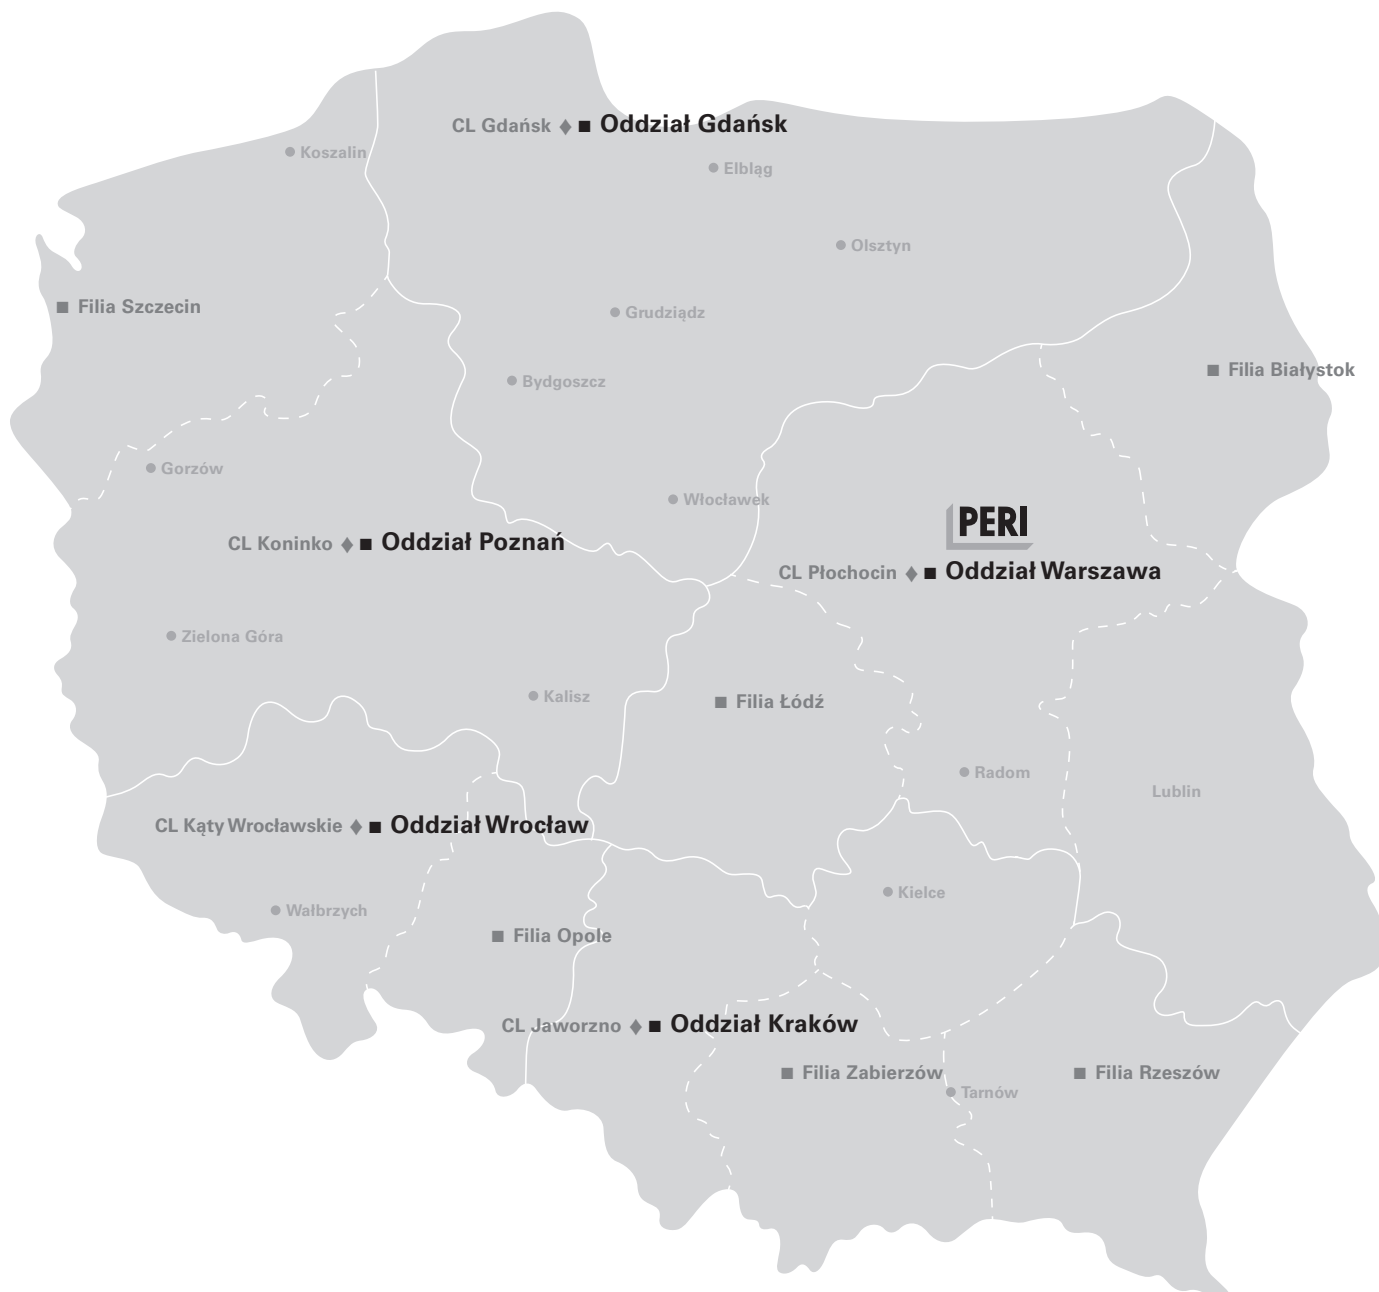 CL Gdańsk Oddział Gdańsk
Koszalin
Elbląg
Olsztyn
Filia Szczecin
Grudziądz
Filia Białystok
Bydgoszcz
Gorzów
Włocławek
PERI
CL Koninko Oddział Poznań
CL Płochocin Oddział Warszawa
Zielona Góra
Kalisz
Filia Łódź
Radom
Lublin
CL Kąty Wrocławskie Oddział Wrocław
Kielce
Wałbrzych
Filia Opole
CL Jaworzno Oddział Kraków
Filia Zabierzów
Filia Rzeszów
Tarnów